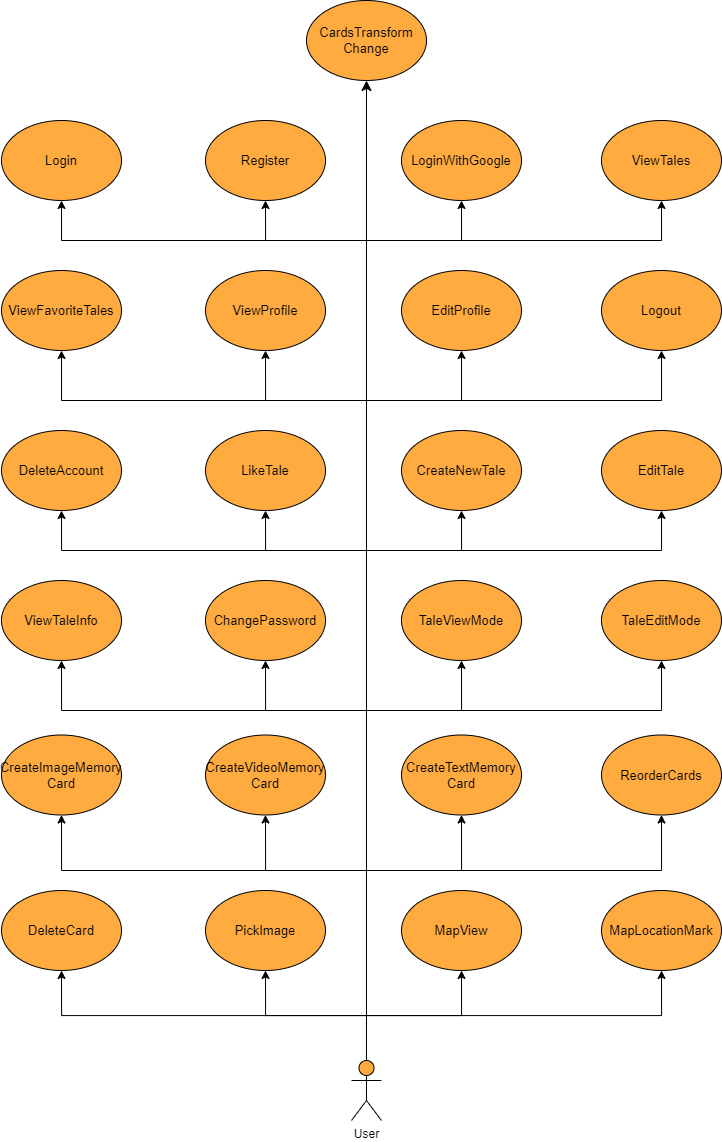 CardsTransform
Change
Login
Register
LoginWithGoogle
ViewTales
ViewFavoriteTales
ViewProfile
EditProfile
Logout
DeleteAccount
LikeTale
CreateNewTale
EditTale
ViewTaleInfo
ChangePassword
TaleViewMode
TaleEditMode
CreateImageMemory
Card
CreateVideoMemory
Card
CreateTextMemory
Card
ReorderCards
DeleteCard
PickImage
MapView
MapLocationMark
User